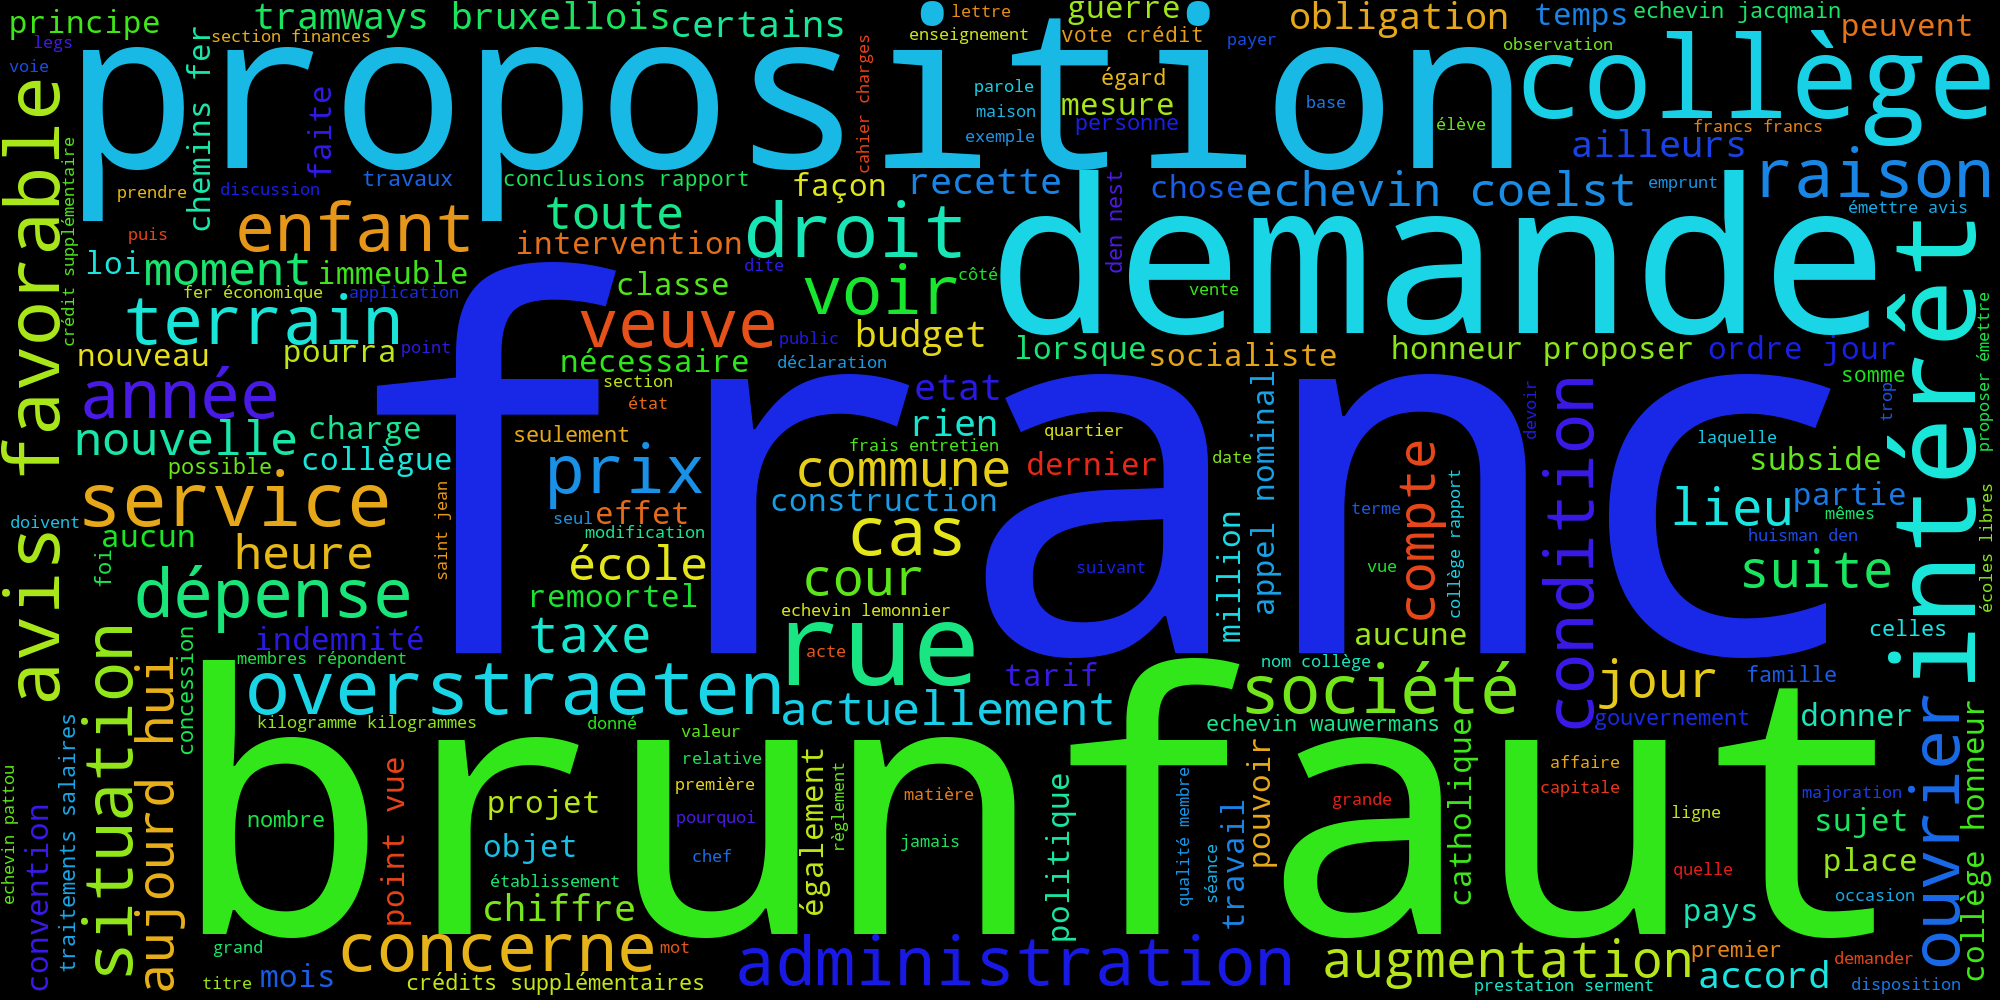 principe
tramways bruxellois
certains
lettre
guerre
obligation
temps
echevin jacqmain
peuvent
legs
section finances
enseignement
vote crédit
payer
observation
voie
proposition
collège
chemins fer
faite
cahier charges
parole
égard
mesure
maison
personne
exemple
base
élève
francs francs
ailleurs
avis favorable
crédit supplémentaire
prendre
discussion
travaux
conclusions rapport
façon
recette
den nest
chose
echevin coelst
emprunt
raison
émettre avis
puis
enfant
toute
intervention
droit
demande
intérêt
loi
moment
immeuble
dite
voir
côté
classe
vente
fer économique
application
terrain
veuve
public
budget
nouveau
pourra
point
nécessaire
déclaration
lorsque
socialiste
honneur proposer
ordre jour
proposer émettre
somme
trop
année
franc
section
état
etat
rien
appel nominal
devoir
condition
nouvelle
charge
seulement
frais entretien
quartier
laquelle
possible
collègue
prix
commune
dernier
date
compte
subside
service
saint jean
construction
collège rapport
lieu
partie
doivent
seul
effet
terme
mêmes
écoles libres
aucun
modification
cas
million
huisman den
foi
heure
école
cour
suivant
vue
suite
dépense
remoortel
echevin lemonnier
situation
aujourd hui
concession
indemnité
taxe
rue
aucune
celles
membres répondent
acte
tarif
nom collège
famille
overstraeten
société
jour
ouvrier
collège honneur
kilogramme kilogrammes
donné
actuellement
echevin wauwermans
gouvernement
donner
brunfaut
echevin pattou
convention
traitements salaires
point vue
valeur
relative
première
pourquoi
également
règlement
politique
qualité membre
séance
travail
pouvoir
catholique
affaire
capitale
grande
majoration
projet
matière
ligne
sujet
nombre
objet
chef
jamais
quelle
place
établissement
occasion
chiffre
pays
grand
concerne
mot
administration
augmentation
premier
demander
titre
mois
crédits supplémentaires
accord
prestation serment
disposition